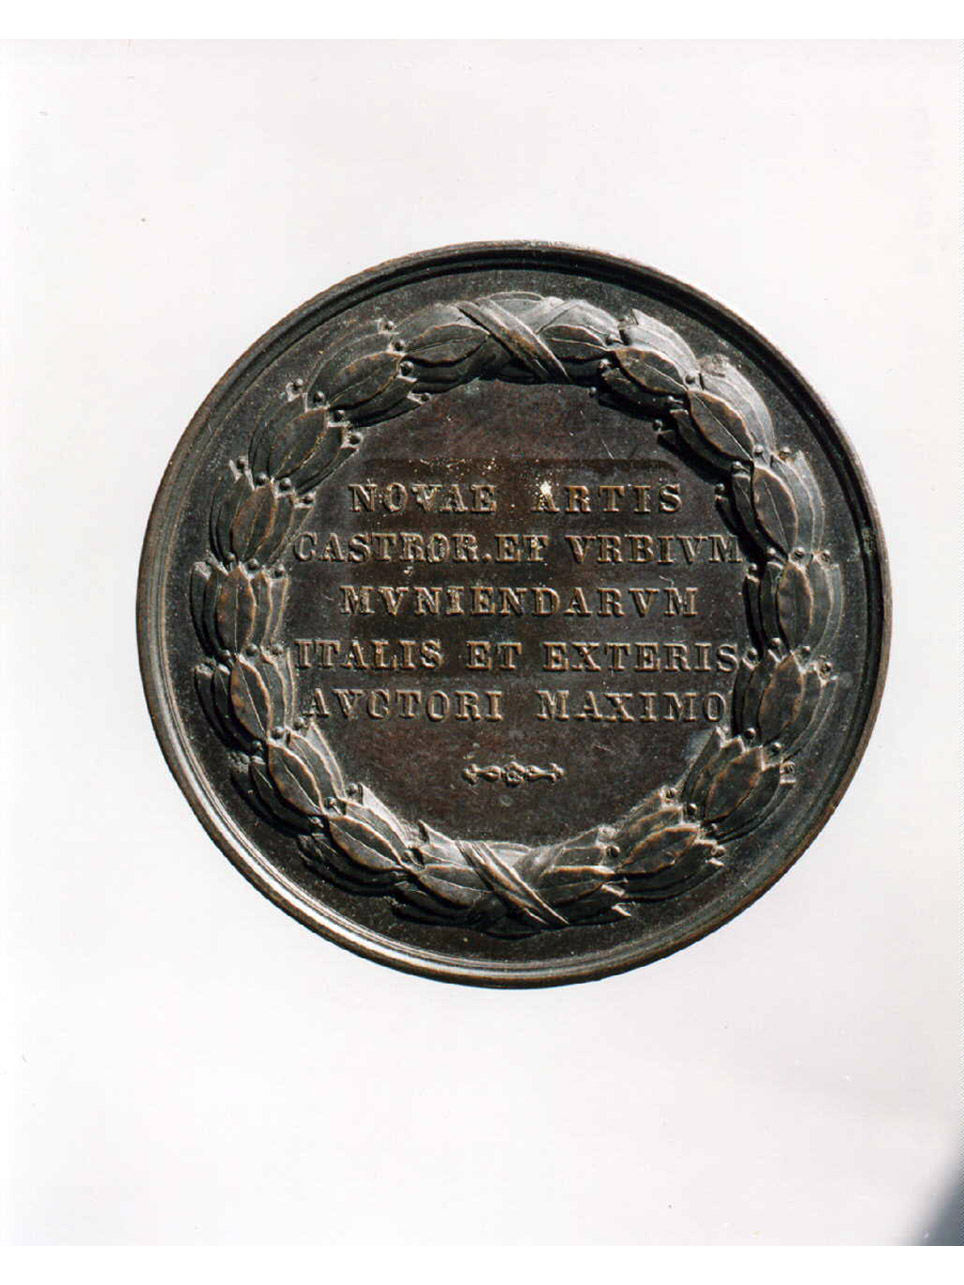 NOVAE ARTIS
CASTROR. ET VRBIVM
MVNIENDARVM
ITALIS ET EXTERIS
AVCTORI MAXIMO